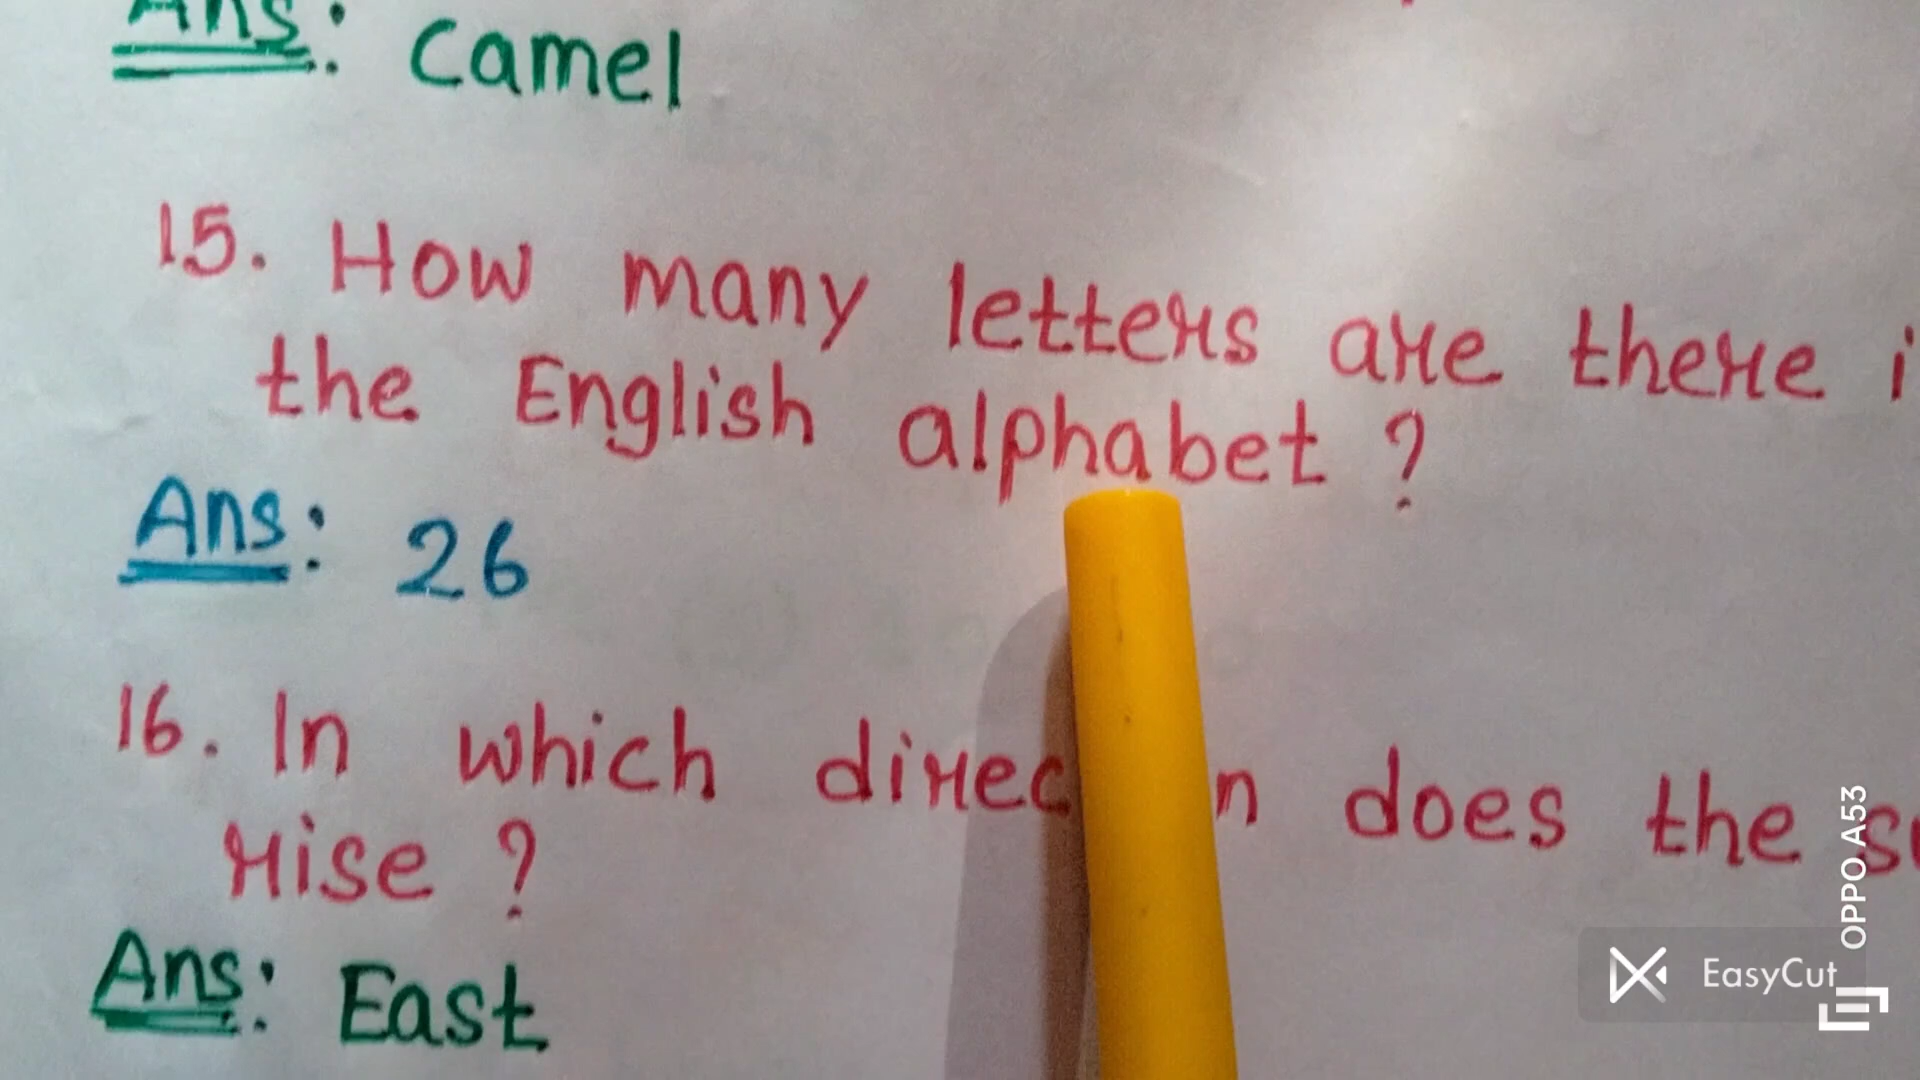 Ans: Camel
15. How many letters are there i
the English alphabet ?
Ans: 26
16. In which direc n does the s
rise ?
Ans: East
OPPO A53
EasyCut